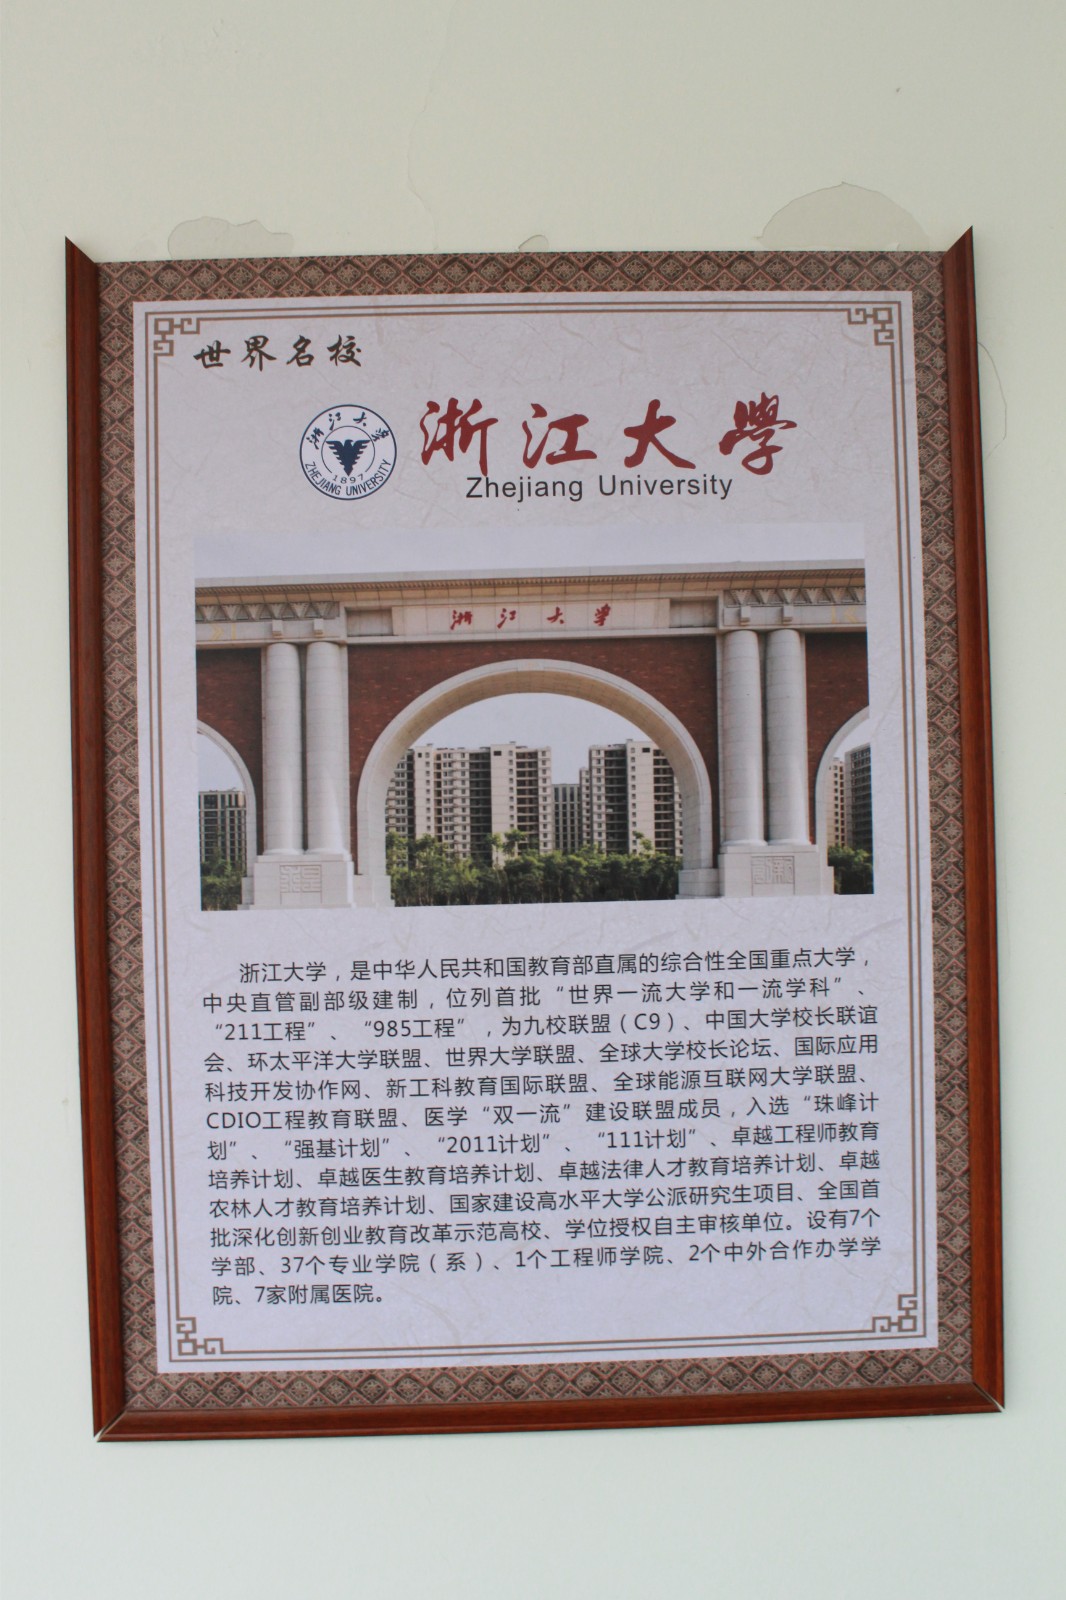 世界名校
浙江大學
浙江大學
1897
ZHEJIANG UNIVERSITY
Zhejiang University
浙江大學
浙江大学，是中华人民共和国教育部直属的综合性全国重点大学，
中央直管副部级建制，位列首批“世界一流大学和一流学科”、
“211工程”、“985工程”，为九校联盟（C9）、中国大学校长联谊
会、环太平洋大学联盟、世界大学联盟、全球大学校长论坛、国际应用
科技开发协作网、新工科教育国际联盟、全球能源互联网大学联盟、
CDIO工程教育联盟、医学“双一流”建设联盟成员，入选“珠峰计
划”、“强基计划”、“2011计划”、“111计划”、卓越工程师教育
培养计划、卓越医生教育培养计划、卓越法律人才教育培养计划、卓越
农林人才教育培养计划、国家建设高水平大学公派研究生项目、全国首
批深化创新创业教育改革示范高校、学位授权自主审核单位。设有7个
学部、37个专业学院（系）、1个工程师学院、2个中外合作办学学
院、7家附属医院。